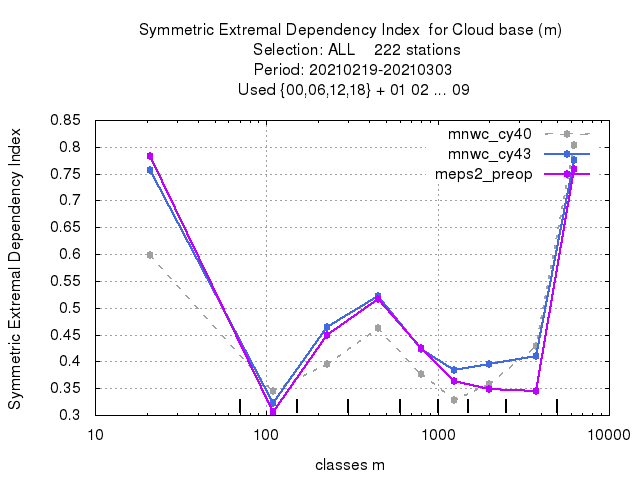 Symmetric Extremal Dependency Index  for Cloud base (m)
Selection: ALL    222 stations
Period: 20210219-20210303
Used {00,06,12,18} + 01 02 ... 09
mnwc_cy40
mnwc_cy43
meps2_preop
Symmetric Extremal Dependency Index
0.85
0.8
0.75
0.7
0.65
0.6
0.55
0.5
0.45
0.4
0.35
0.3
10 100 1000 10000
classes m